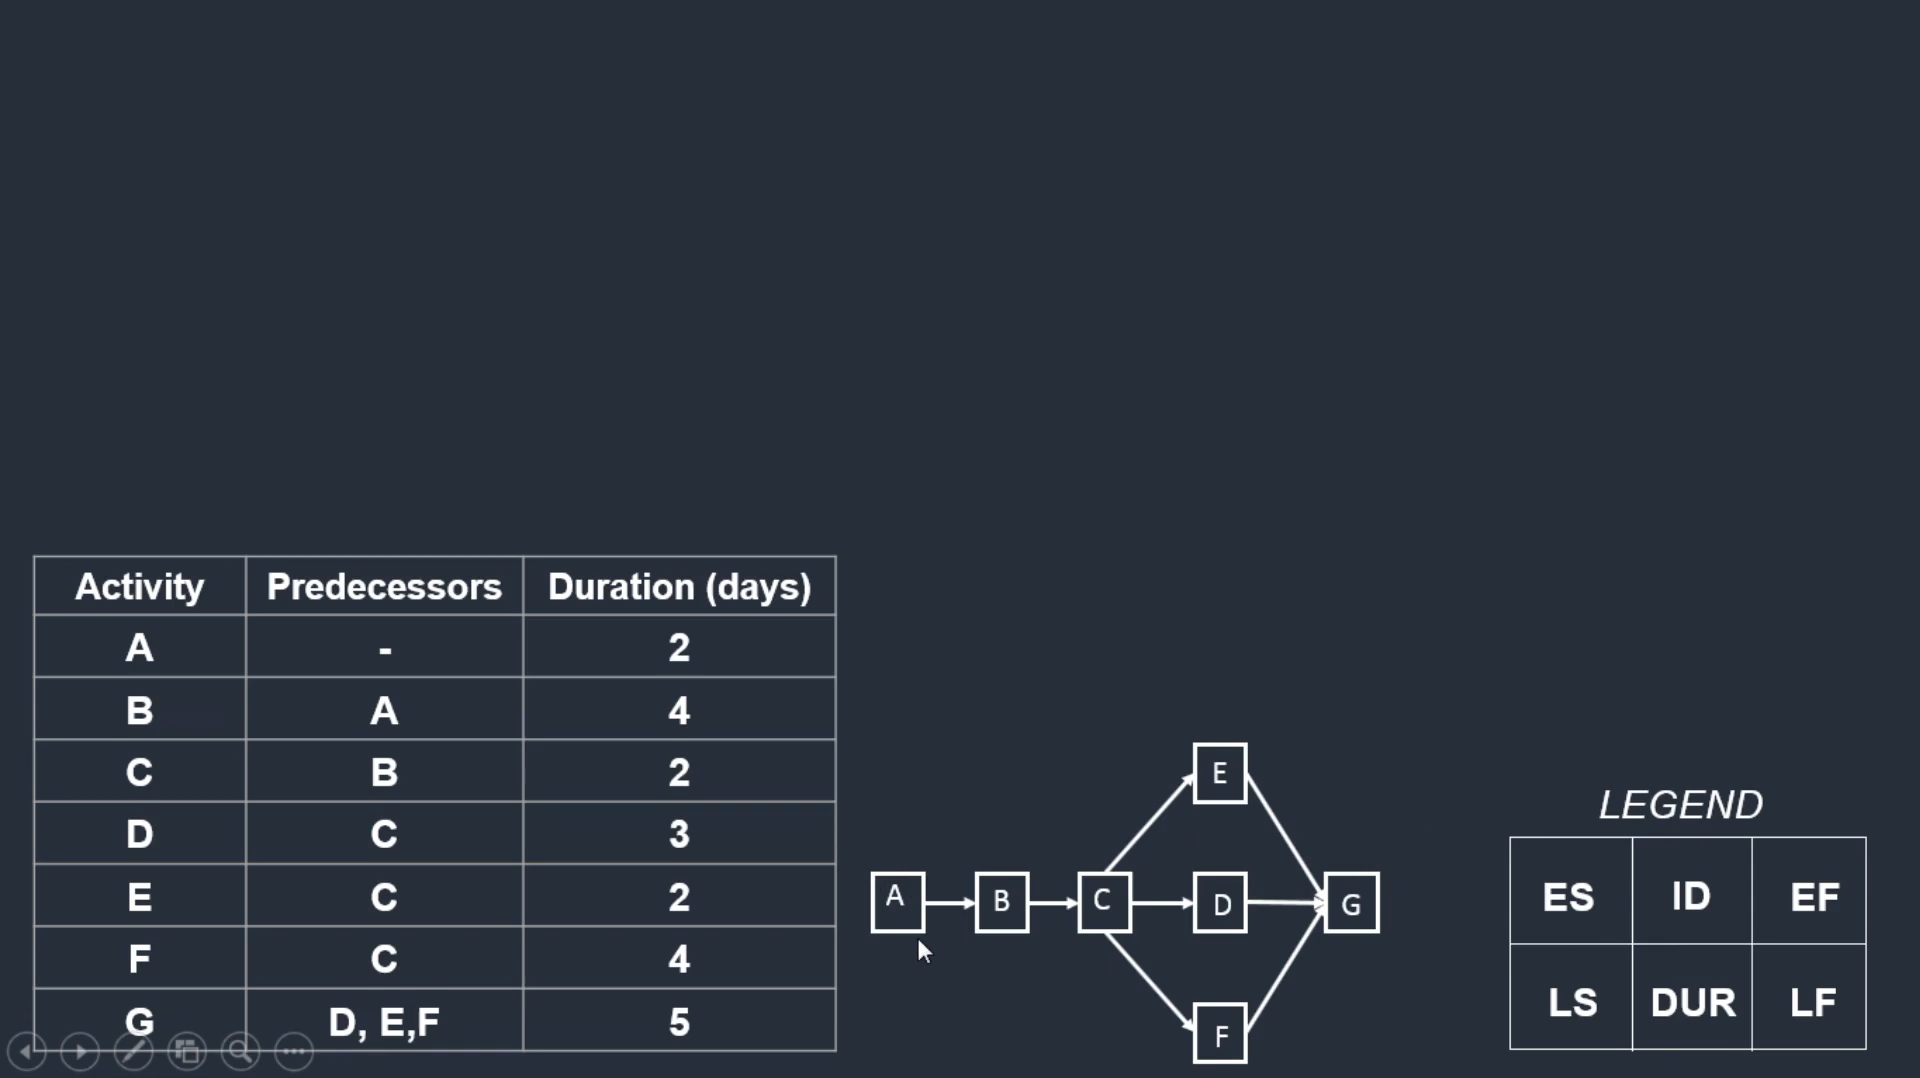 Activity Predecessors Duration (days)
A - 2
B A 4
C B 2
D C 3
E C 2
F C 4
G D, E,F 5
E
A B C D G
F
LEGEND
ES ID EF
LS DUR LF